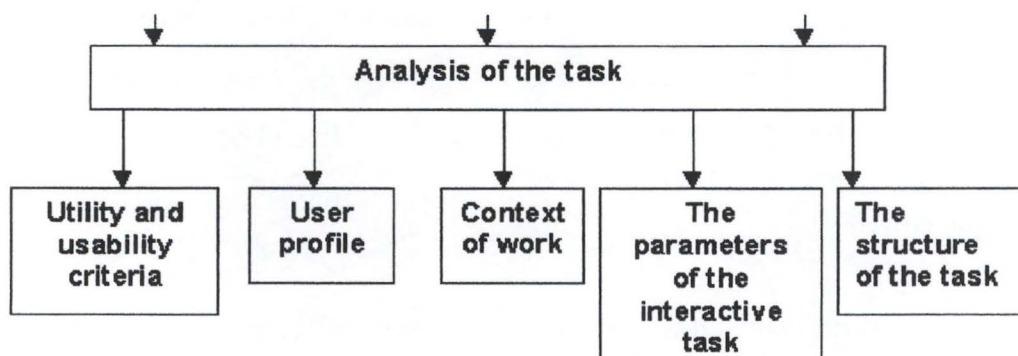 Analysis of the task
Utility and
usability
criteria
User
profile
Context
of work
The
parameters
of the
interactive
task
The
structure
of the task